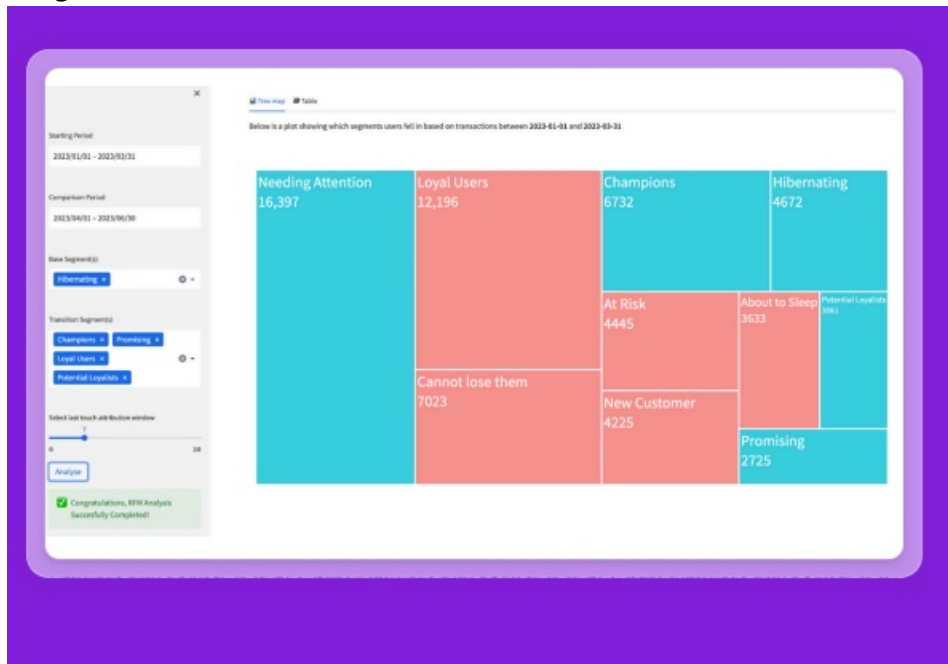 ×
Starting Period
2023/01/01 – 2023/03/31
Comparison Period
2023/04/01 – 2023/06/30
Base Segment(s)
Hibernating ×
Transition Segment(s)
Champions × Promising ×
Loyal Users ×
Potential Loyalists ×
Select last touch attribution window
7
0
Analyse
Congratulations, RFM Analysis
Succesfully Completed!
Tree map Table
Below is a plot showing which segments users fell in based on transactions between 2023-01-01 and 2023-03-31
Needing Attention
16,397
Loyal Users
12,196
Champions
6732
Hibernating
4672
At Risk
4445
About to Sleep
3633
Potential Loyalists
3061
Cannot lose them
7023
New Customer
4225
Promising
2725